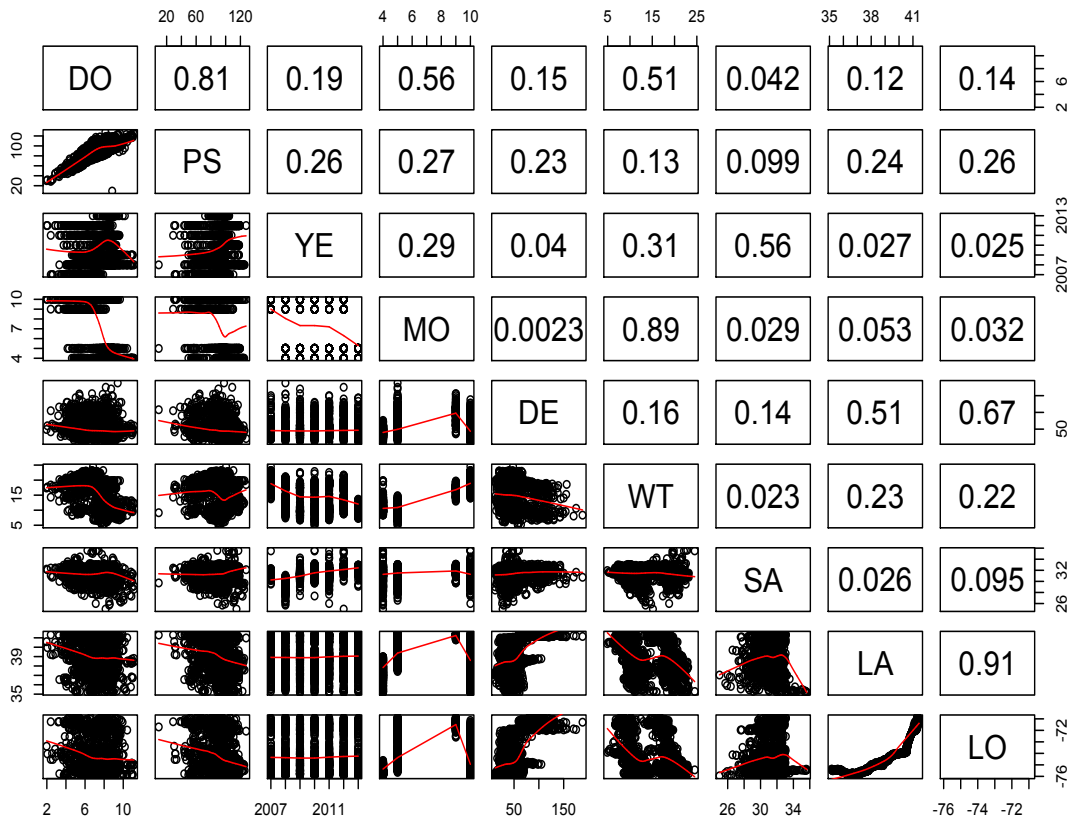 20 60 120 4 5 6 7 8 9 10 5 15 25 35 38 41
DO 0.81 0.19 0.56 0.15 0.51 0.042 0.12 0.14 2 6
20 100 PS 0.26 0.27 0.23 0.13 0.099 0.24 0.26
YE 0.29 0.04 0.31 0.56 0.027 0.025 2007 2013
4 7 10 MO 0.0023 0.89 0.029 0.053 0.032
DE 0.16 0.14 0.51 0.67 50
5 15 WT 0.023 0.23 0.22
SA 0.026 0.095 26 32
35 39 LA 0.91
LO -76 -72
2 6 10 2007 2011 50 150 26 30 34 -76 -74 -72